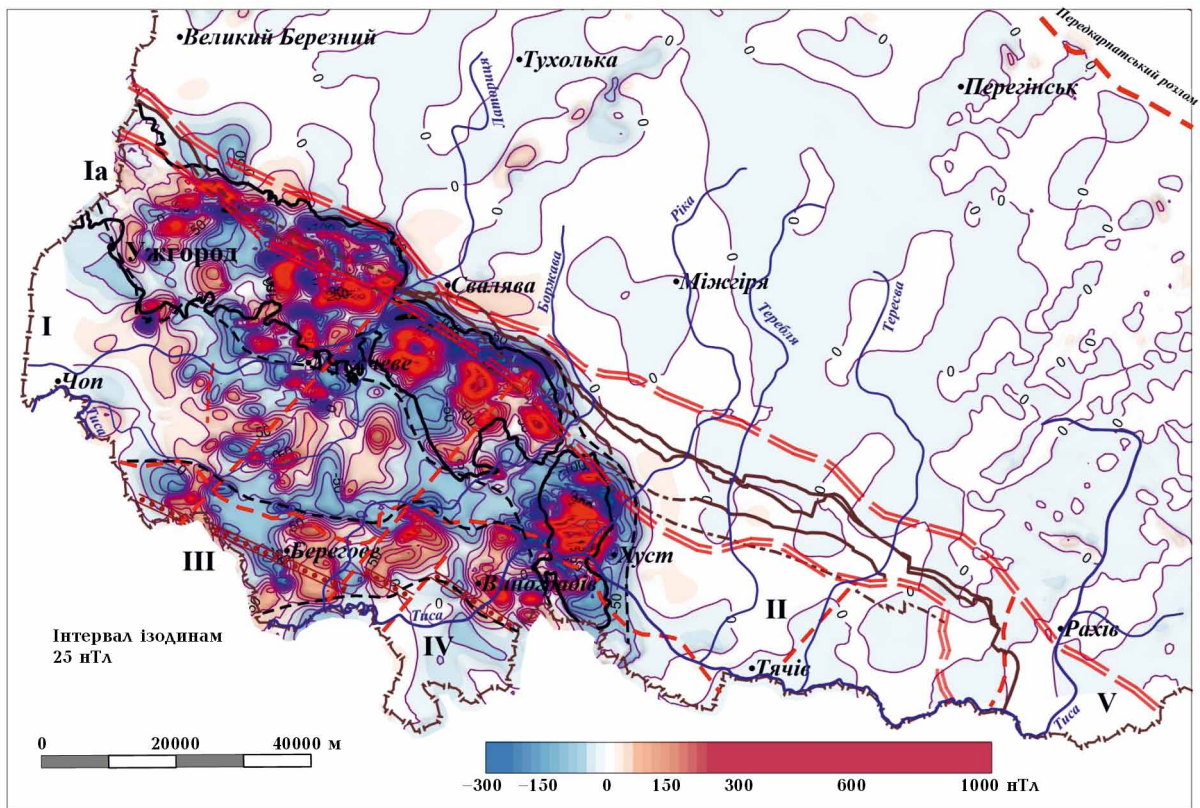 Великий Березний
Тухолька
Латориця
Передкарпатський розлом
Перегінськ
Iа
Ужгород
Ріка
Боржава
Свалява
Міжгіря
Теребля
Тересва
I
Чоп
Тиса
III
Берегове
Виноградів
Хуст
II
Тиса
IV
Тячів
Рахів
Тиса
V
Інтервал ізодинам
25 нТл
0 20000 40000 м
−300 −150 0 150 300 600 1000 нТл